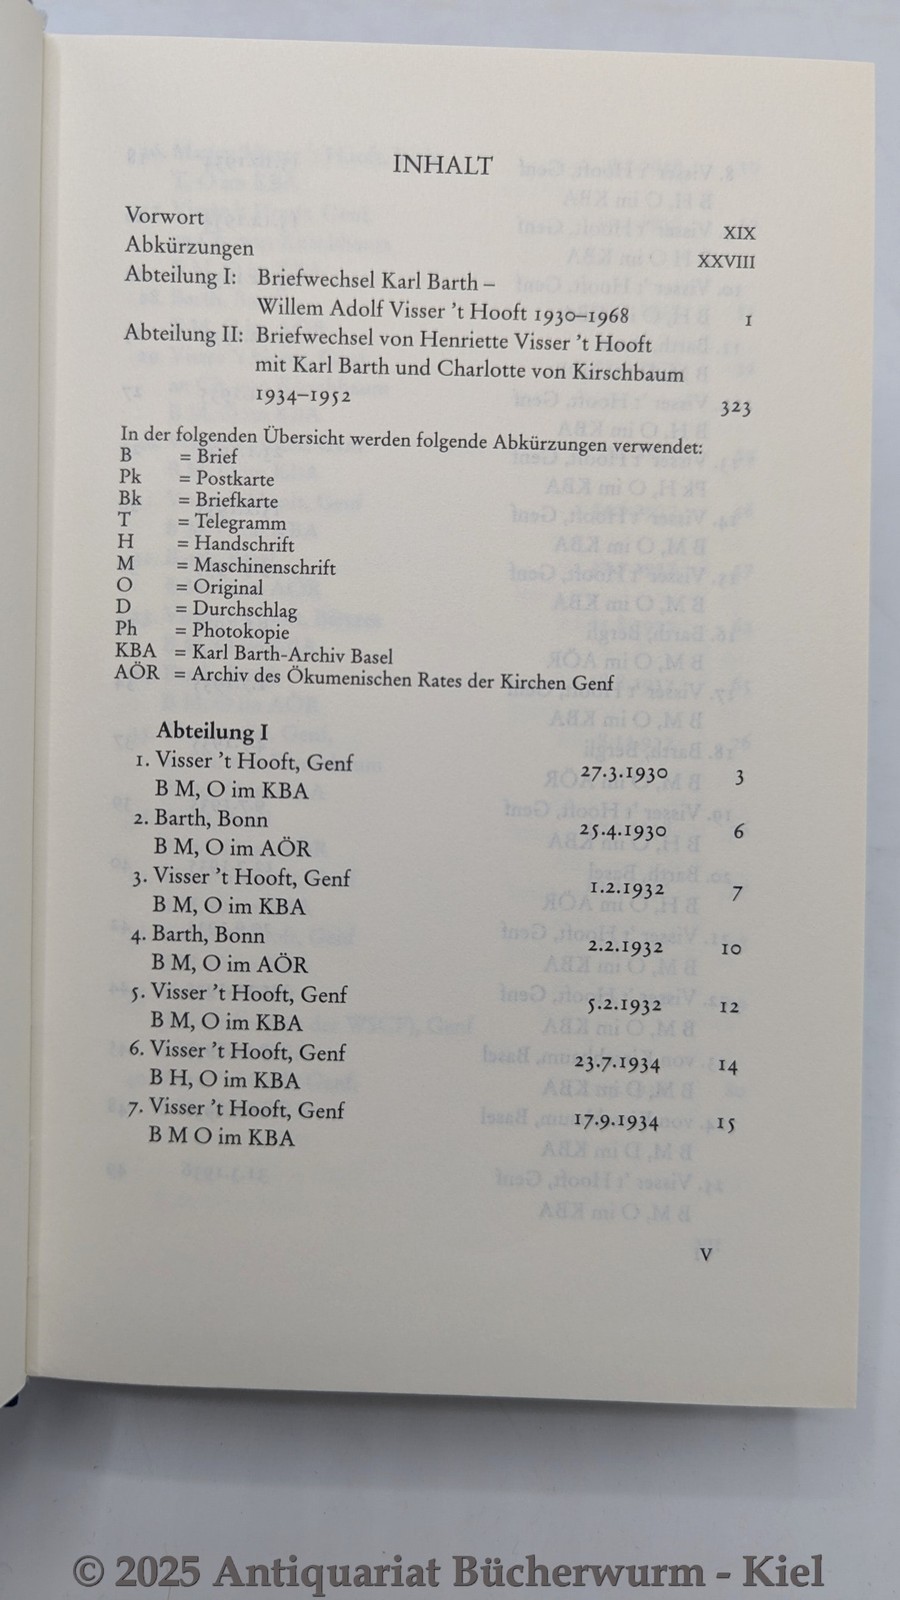 INHALT
Vorwort XIX
Abkürzungen XXVIII
Abteilung I: Briefwechsel Karl Barth –
Willem Adolf Visser ’t Hooft 1930–1968 1
Abteilung II: Briefwechsel von Henriette Visser ’t Hooft
mit Karl Barth und Charlotte von Kirschbaum
1934–1952 323
In der folgenden Übersicht werden folgende Abkürzungen verwendet:
B = Brief
Pk = Postkarte
Bk = Briefkarte
T = Telegramm
H = Handschrift
M = Maschinenschrift
O = Original
D = Durchschlag
Ph = Photokopie
KBA = Karl Barth-Archiv Basel
AÖR = Archiv des Ökumenischen Rates der Kirchen Genf
Abteilung I
1. Visser ’t Hooft, Genf 27.3.1930 3
B M, O im KBA
2. Barth, Bonn 25.4.1930 6
B M, O im AÖR
3. Visser ’t Hooft, Genf 1.2.1932 7
B M, O im KBA
4. Barth, Bonn 2.2.1932 10
B M, O im AÖR
5. Visser ’t Hooft, Genf 5.2.1932 12
B M, O im KBA
6. Visser ’t Hooft, Genf 23.7.1934 14
B H, O im KBA
7. Visser ’t Hooft, Genf 17.9.1934 15
B M O im KBA
V
© 2025 Antiquariat Bücherwurm - Kiel